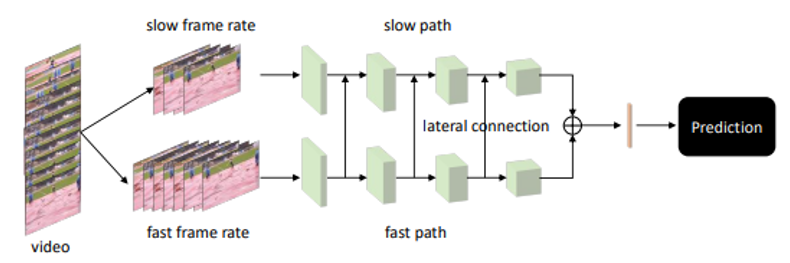 slow frame rate
slow path
lateral connection
Prediction
video
fast frame rate
fast path